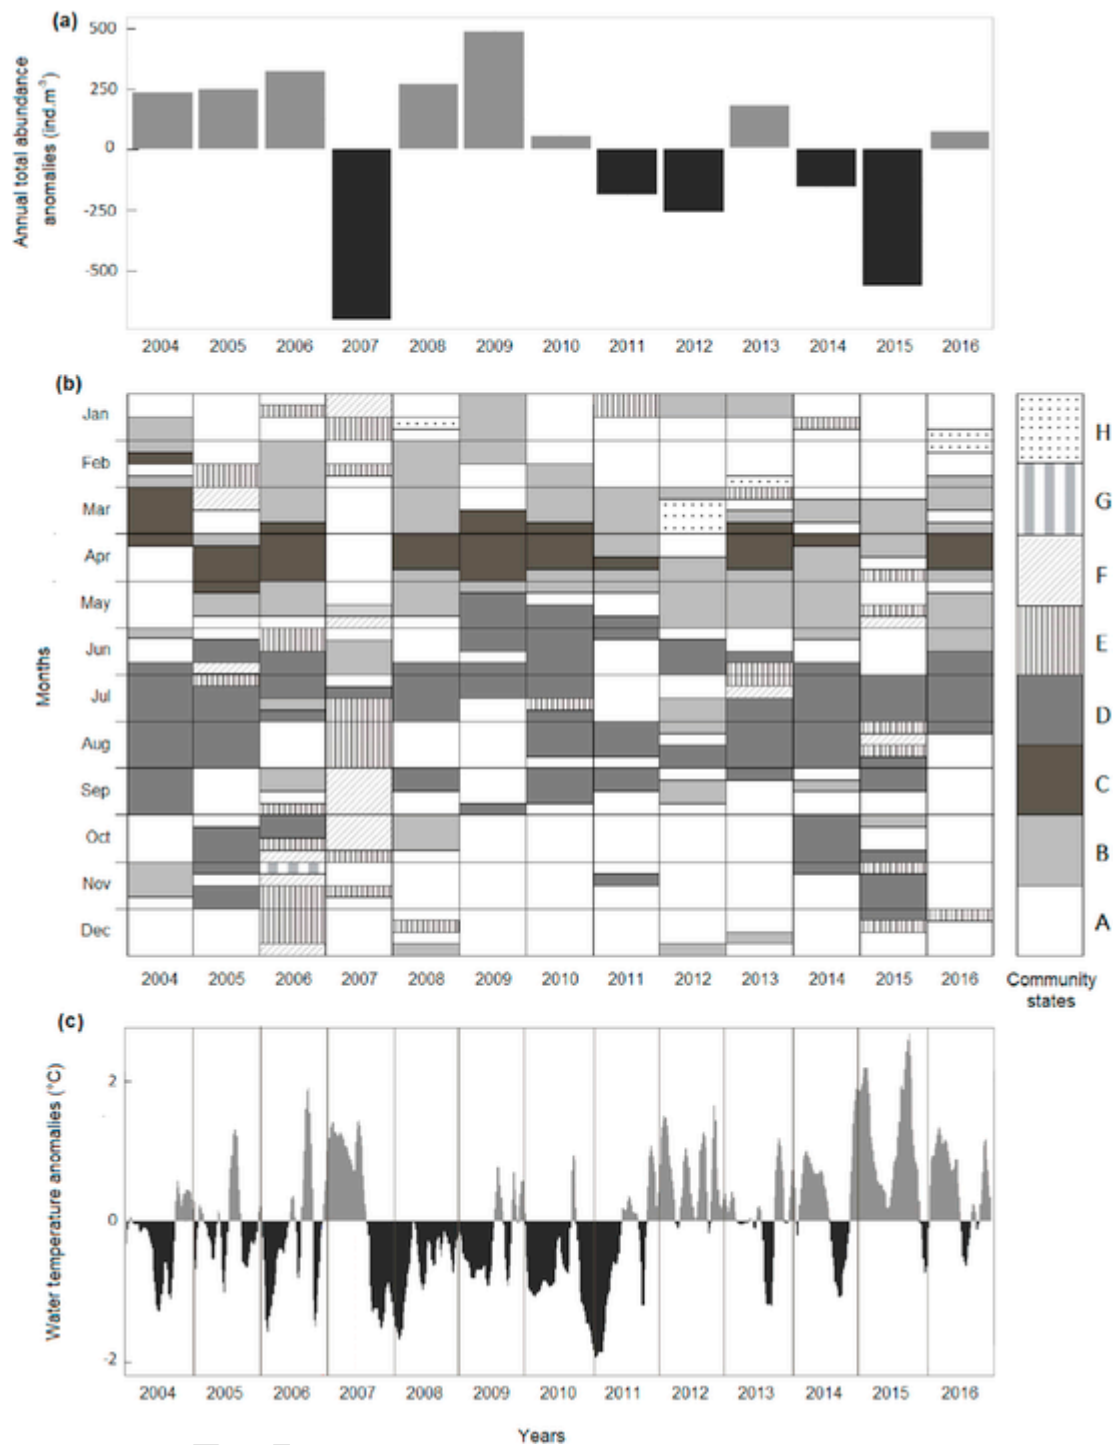 (a)
Annual total abundance
anomalies (ind.m⁻³)
500
250
0
-250
-500
2004 2005 2006 2007 2008 2009 2010 2011 2012 2013 2014 2015 2016
(b)
Months
Jan
Feb
Mar
Apr
May
Jun
Jul
Aug
Sep
Oct
Nov
Dec
H
G
F
E
D
C
B
A
2004 2005 2006 2007 2008 2009 2010 2011 2012 2013 2014 2015 2016
Community
states
(c)
Water temperature anomalies (°C)
2
0
-2
2004 2005 2006 2007 2008 2009 2010 2011 2012 2013 2014 2015 2016
Years